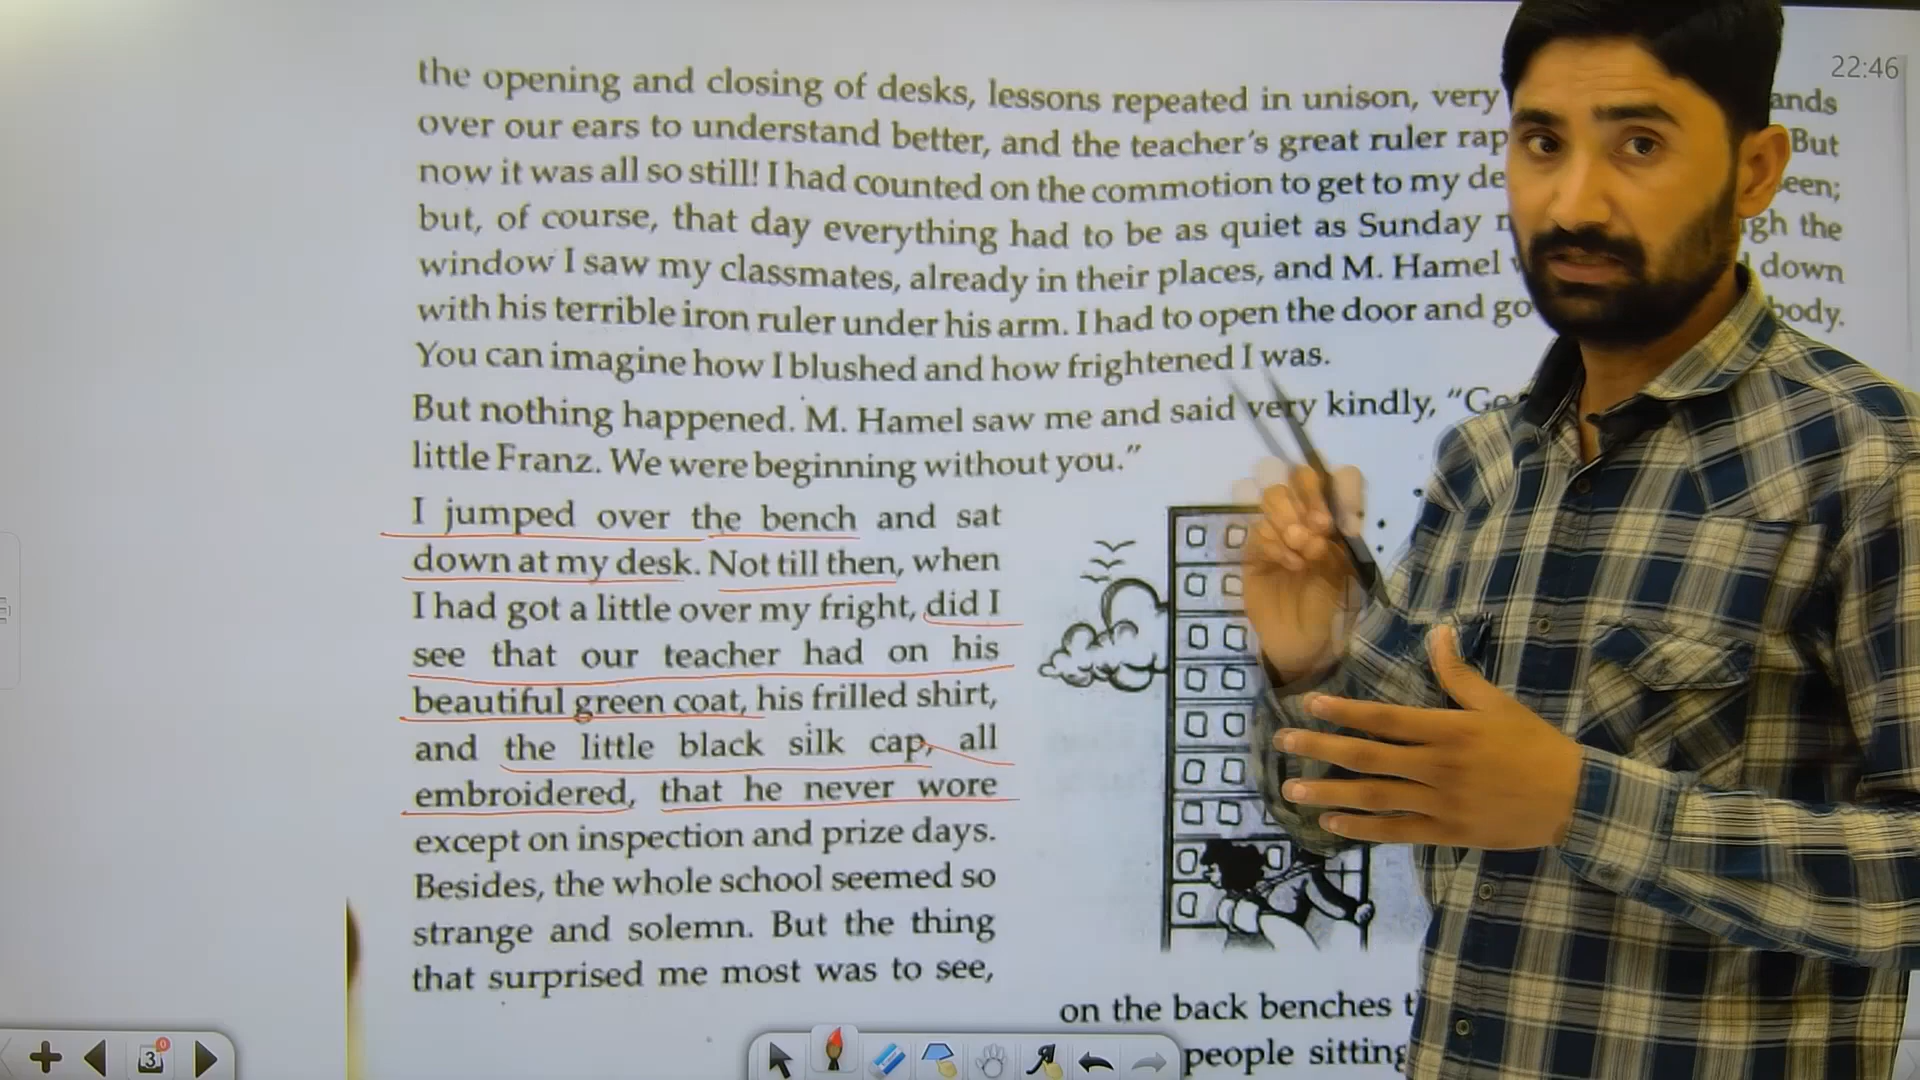 22:46
the opening and closing of desks, lessons repeated in unison, very ands
over our ears to understand better, and the teacher's great ruler rap But
now it was all so still! I had counted on the commotion to get to my de een;
but, of course, that day everything had to be as quiet as Sunday the
window I saw my classmates, already in their places, and M. Hamel down
with his terrible iron ruler under his arm. I had to open the door and go body.
You can imagine how I blushed and how frightened I was.
But nothing happened. M. Hamel saw me and said very kindly, "Go
little Franz. We were beginning without you."
I jumped over the bench and sat
down at my desk. Not till then, when
I had got a little over my fright, did I
see that our teacher had on his
beautiful green coat, his frilled shirt,
and the little black silk cap, all
embroidered, that he never wore
except on inspection and prize days.
Besides, the whole school seemed so
strange and solemn. But the thing
that surprised me most was to see,
on the back benches t
people sitting
3
0